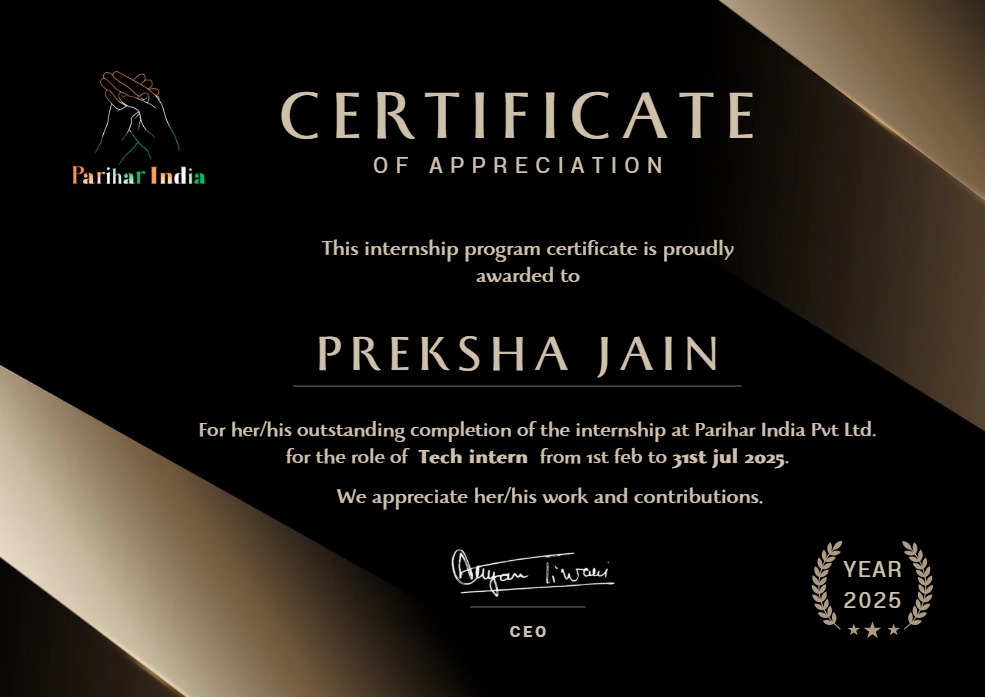 Parihar India
CERTIFICATE
OF APPRECIATION
This internship program certificate is proudly
awarded to
PREKSHA JAIN
For her/his outstanding completion of the internship at Parihar India Pvt Ltd.
for the role of Tech intern from 1st feb to 31st jul 2025.
We appreciate her/his work and contributions.
Aryan Tiwari
CEO
YEAR
2025